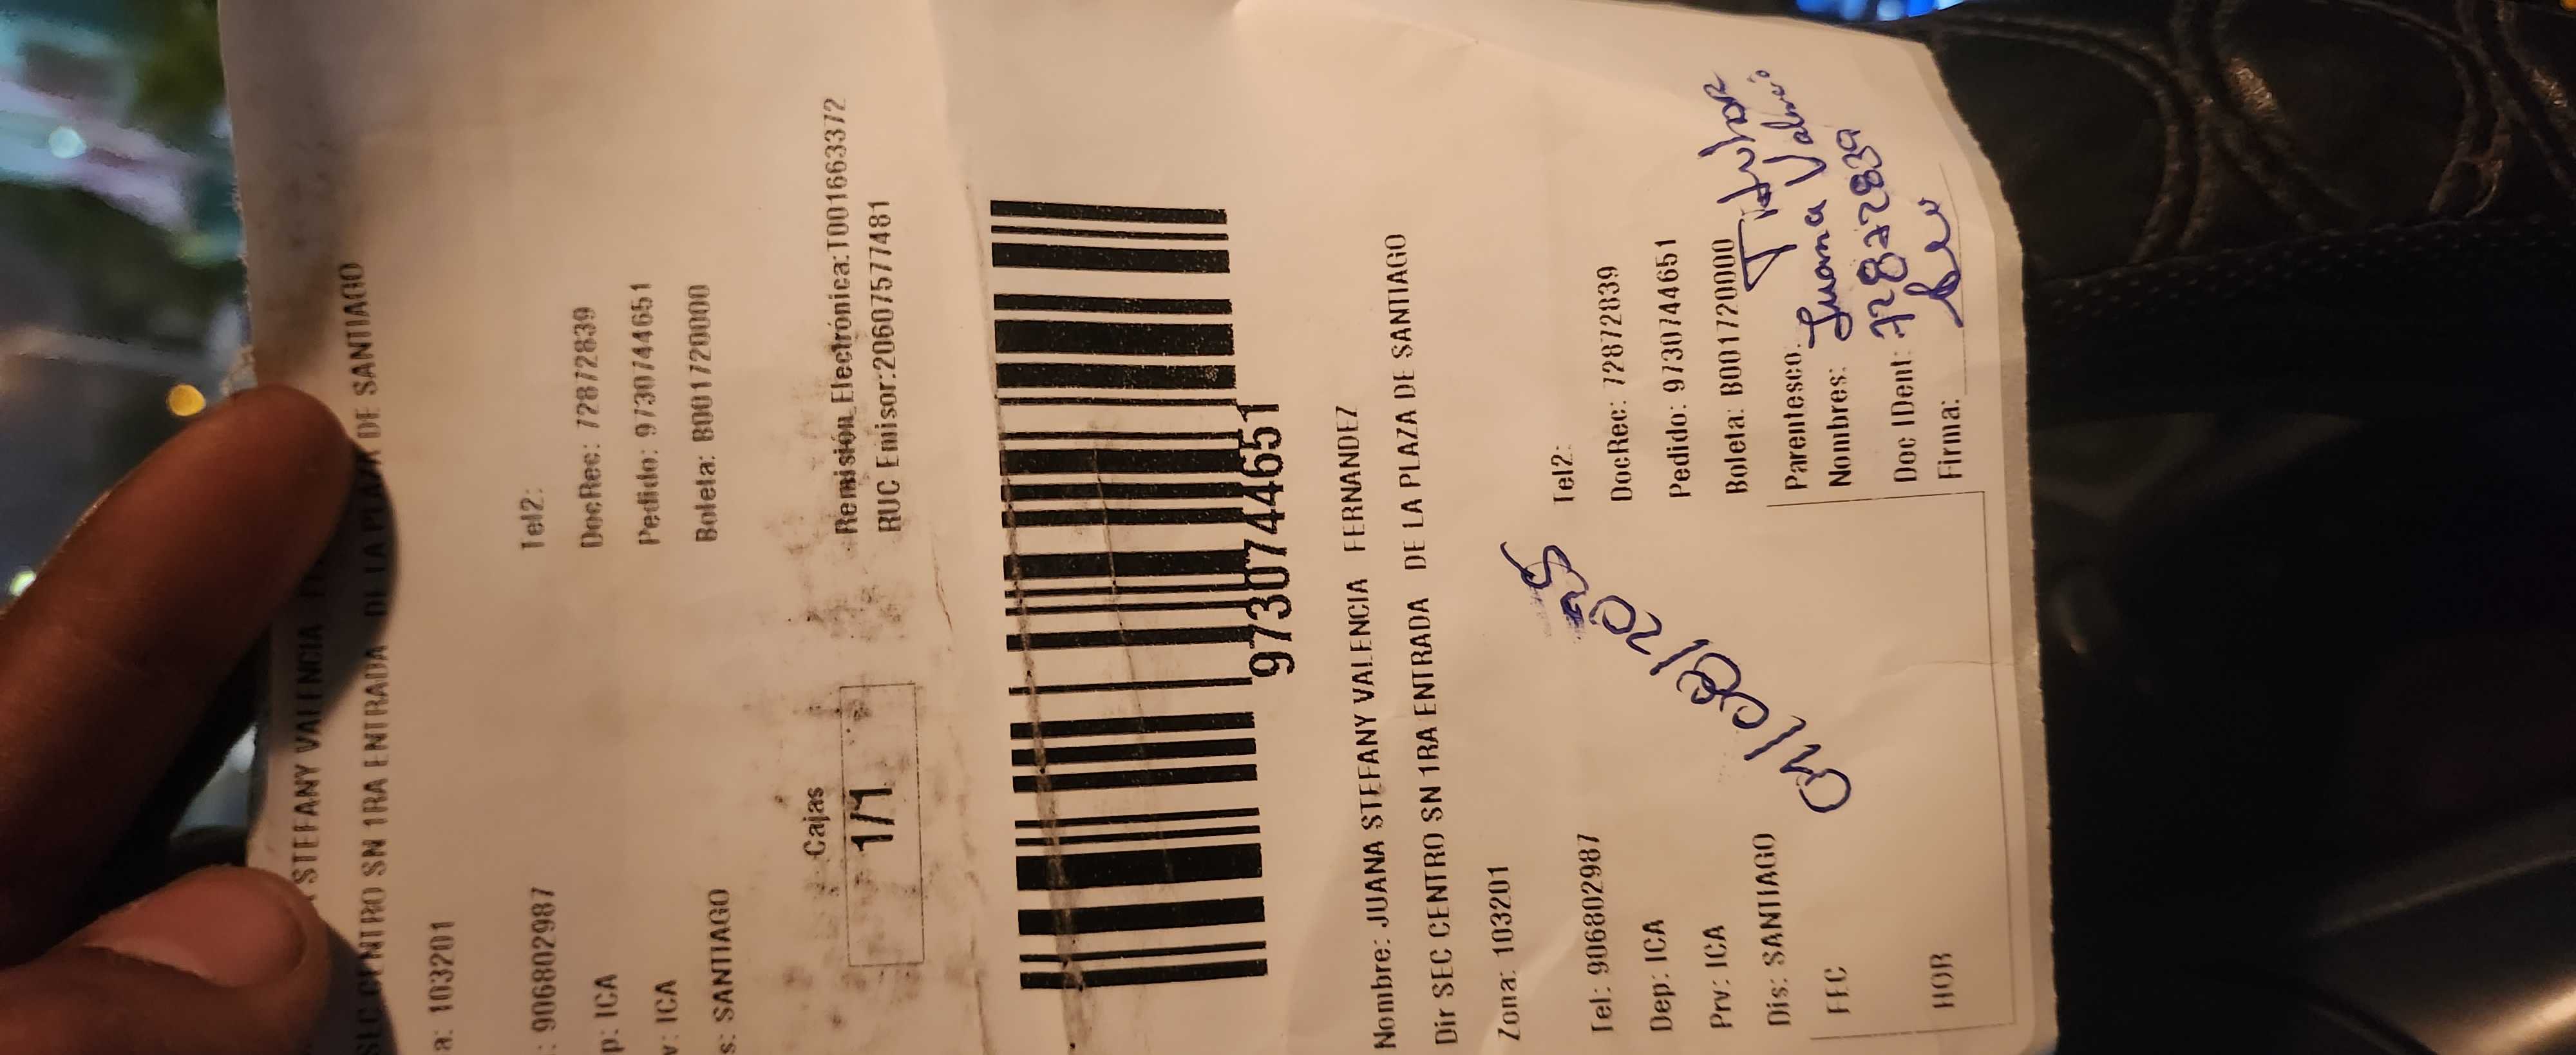 STEFANY VALENCIA
SEC CENTRO SN 1RA ENTRADA DE LA PLAZA DE SANTIAGO
a: 103201
: 906802987 Tel2:
p: ICA DocRec: 72872839
v: ICA Pedido: 97307446​51
s: SANTIAGO Boleta: B001720000
Cajas Remisión Electrónica:T001663372
1/1 RUC Emisor:20607577481
9730744651
Nombre: JUANA STEFANY VALENCIA FERNANDEZ
Dir SEC CENTRO SN 1RA ENTRADA DE LA PLAZA DE SANTIAGO
Zona: 103201
Tel: 906802987 Tel2:
Dep: ICA DocRec: 72872839
Prv: ICA Pedido: 9730744651
Dis: SANTIAGO Boleta: B001720000
FEC
HOR
Parentesco: Titular
Nombres: Juana
Doc IDent: 72872839
Firma: